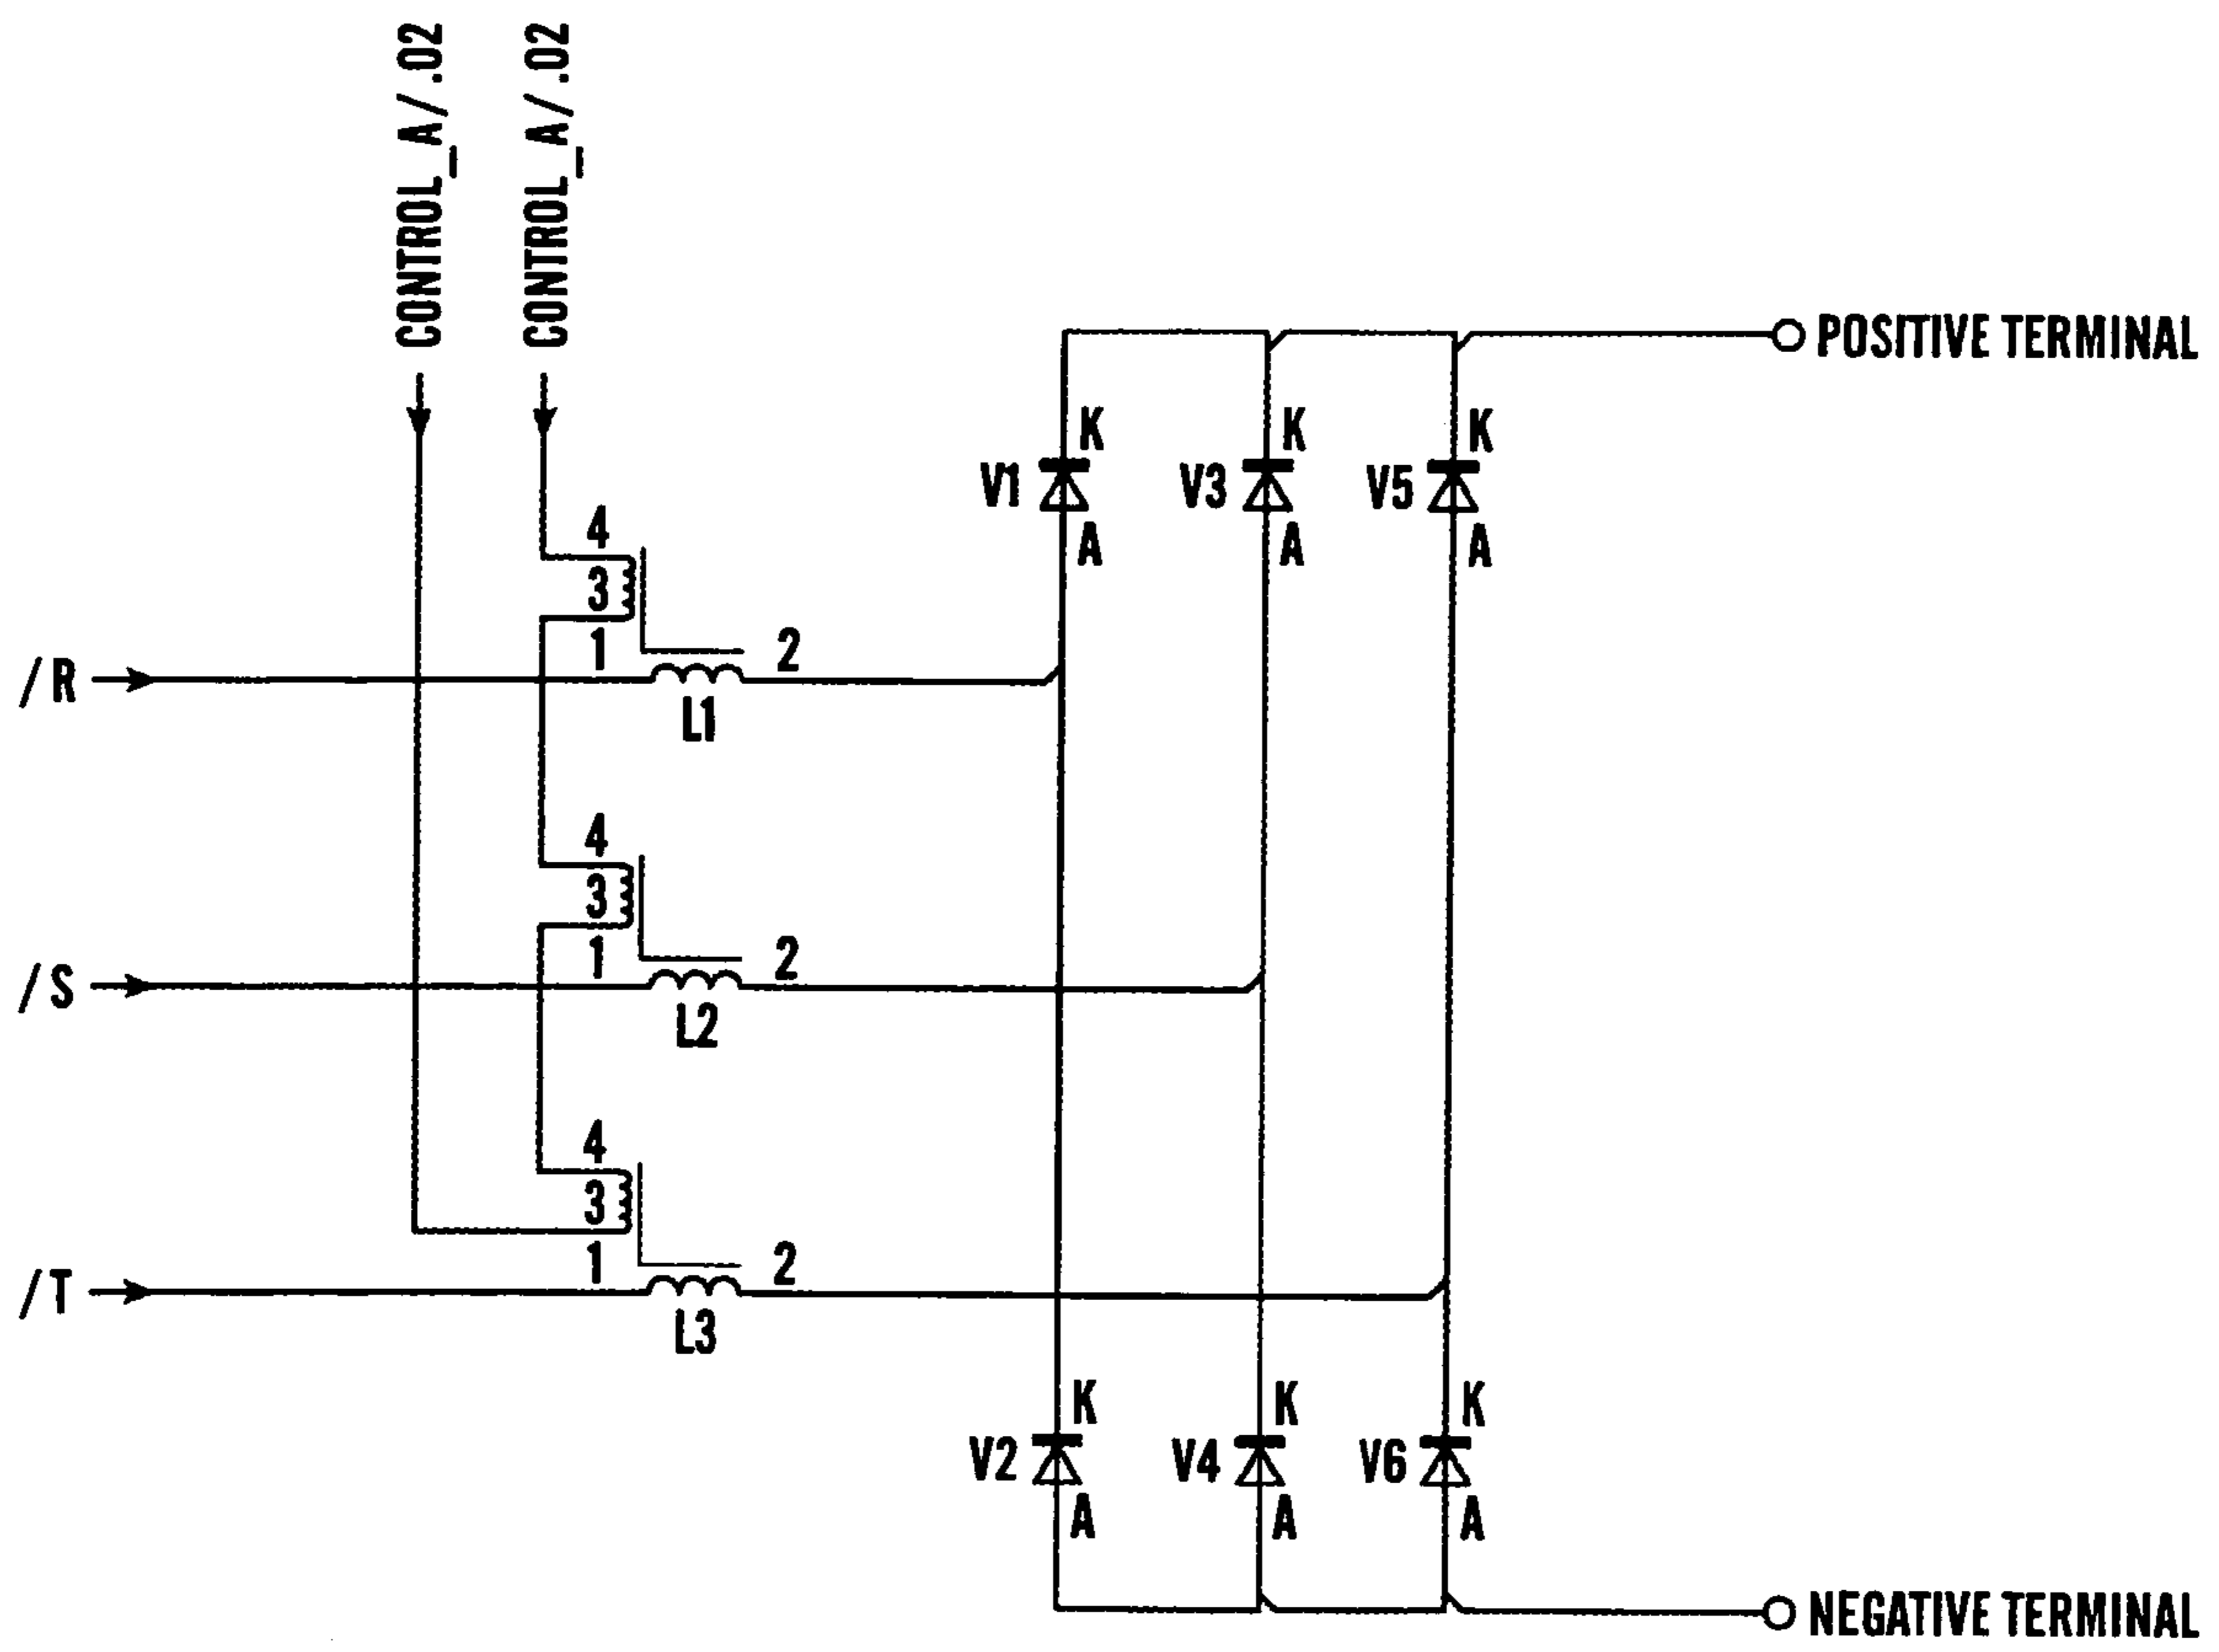 CONTROL_A/.02
CONTROL_A/.02
POSITIVE TERMINAL
K
K
K
V1
V3
V5
A
A
A
4
3
1
2
/R
L1
4
3
1
2
/S
L2
4
3
1
2
/T
L3
K
K
K
V2
V4
V6
A
A
A
NEGATIVE TERMINAL